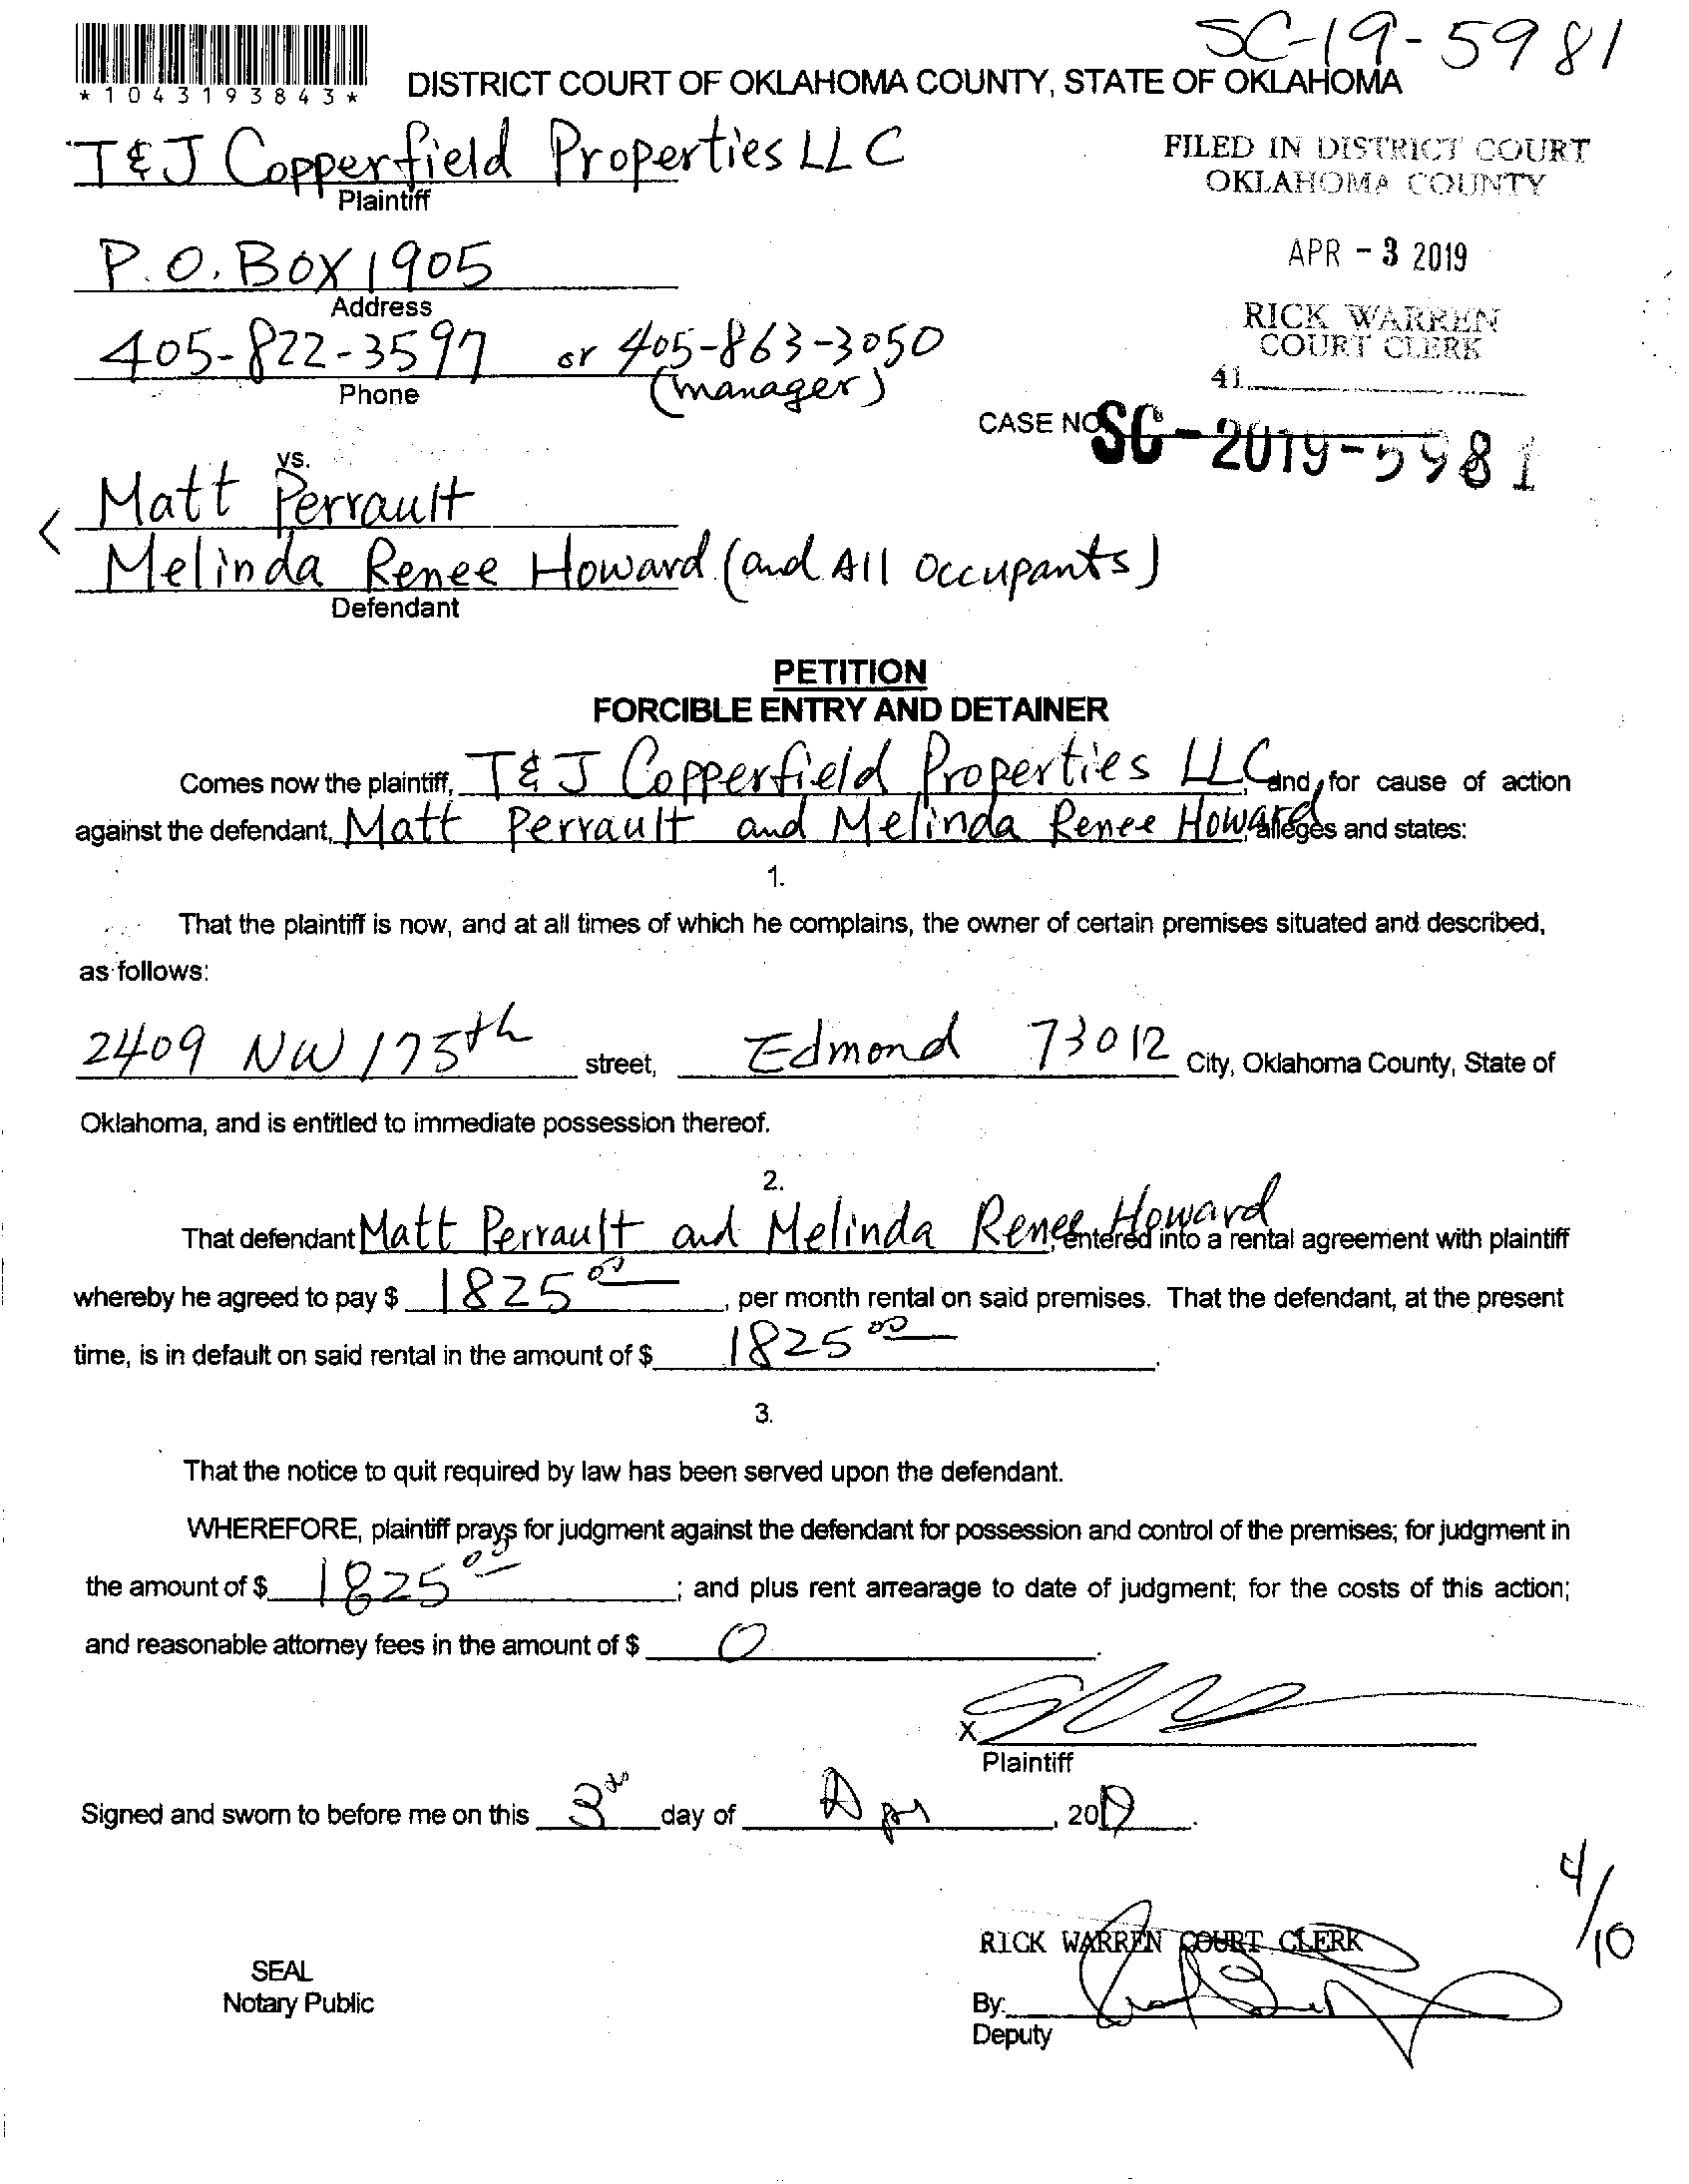 SC-19-5981
*1043193843*
DISTRICT COURT OF OKLAHOMA COUNTY, STATE OF OKLAHOMA
T & J Copperfield Properties LLC
Plaintiff
FILED IN DISTRICT COURT
OKLAHOMA COUNTY
P.O. BOX 1905
Address
APR - 3 2019
405-822-3597 or 405-863-3050
Phone
(manager)
RICK WARREN
COURT CLERK
41
CASE NO SC-2019-5981
vs.
Matt Perrault
Melinda Renee Howard (and All Occupants)
Defendant
PETITION
FORCIBLE ENTRY AND DETAINER
Comes now the plaintiff, T & J Copperfield Properties LLC, and, for cause of action
against the defendant, Matt Perrault and Melinda Renee Howard, alleges and states:
1.
That the plaintiff is now, and at all times of which he complains, the owner of certain premises situated and described,
as follows:
2409 NW 175th street, Edmond 73012 City, Oklahoma County, State of
Oklahoma, and is entitled to immediate possession thereof.
2.
That defendant Matt Perrault and Melinda Renee Howard, entered into a rental agreement with plaintiff
whereby he agreed to pay $ 1825 00, per month rental on said premises. That the defendant, at the present
time, is in default on said rental in the amount of $ 1825 00.
3.
That the notice to quit required by law has been served upon the defendant.
WHEREFORE, plaintiff prays for judgment against the defendant for possession and control of the premises; for judgment in
the amount of $ 1825 00; and plus rent arrearage to date of judgment; for the costs of this action;
and reasonable attorney fees in the amount of $ 0.
X
Plaintiff
Signed and sworn to before me on this 3 day of Apr, 2019.
4/10
RICK WARREN COURT CLERK
SEAL
Notary Public
By:
Deputy